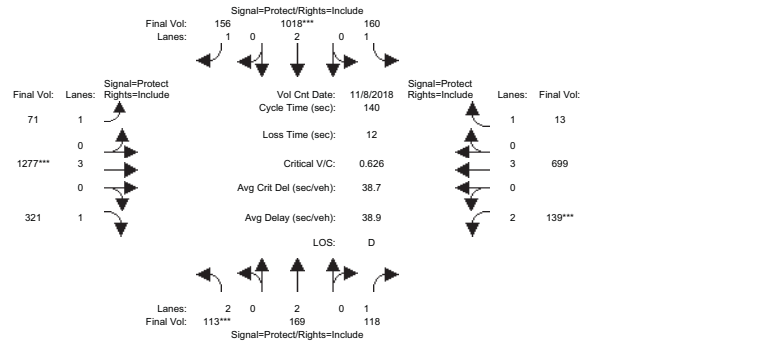 Signal=Protect/Rights=Include
Final Vol: 156 1018*** 160
Lanes: 1 0 2 0 1
Signal=Protect
Final Vol: Lanes: Rights=Include
Vol Cnt Date: 11/8/2018
Signal=Protect
Rights=Include Lanes: Final Vol:
Cycle Time (sec): 140
71 1
1 13
Loss Time (sec): 12
0
0
1277*** 3
Critical V/C: 0.626
3 699
0
Avg Crit Del (sec/veh): 38.7
0
321 1
Avg Delay (sec/veh): 38.9
2 139***
LOS: D
Lanes: 2 0 2 0 1
Final Vol: 113*** 169 118
Signal=Protect/Rights=Include